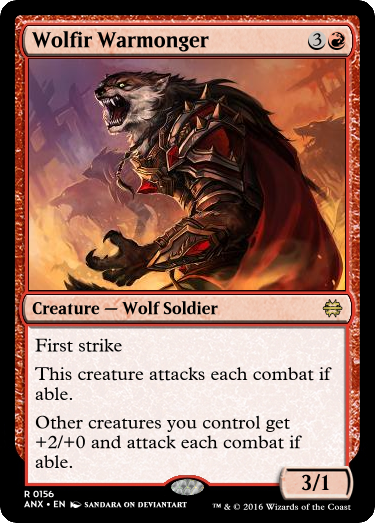 Wolfir Warmonger 3
Creature — Wolf Soldier
First strike
This creature attacks each combat if
able.
Other creatures you control get
+2/+0 and attack each combat if
able.
3/1
R 0156
ANX • EN SANDARA ON DEVIANTART
™ & © 2016 Wizards of the Coast